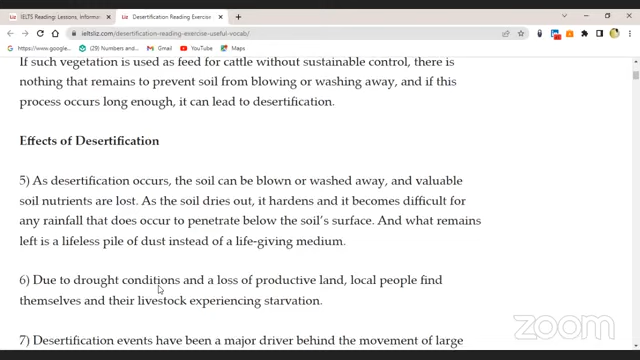 IELTS Reading: Lessons, Informat
Desertification Reading Exercise
ieltsliz.com/desertification-reading-exercise-useful-vocab/
https://www.google...
(29) Numbers and...
Gmail
YouTube
Maps
If such vegetation is used as feed for cattle without sustainable control, there is
nothing that remains to prevent soil from blowing or washing away, and if this
process occurs long enough, it can lead to desertification.
Effects of Desertification
5) As desertification occurs, the soil can be blown or washed away, and valuable
soil nutrients are lost. As the soil dries out, it hardens and it becomes difficult for
any rainfall that does occur to penetrate below the soil's surface. And what remains
left is a lifeless pile of dust instead of a life-giving medium.
6) Due to drought conditions and a loss of productive land, local people find
themselves and their livestock experiencing starvation.
7) Desertification events have been a major driver behind the movement of large
zoom